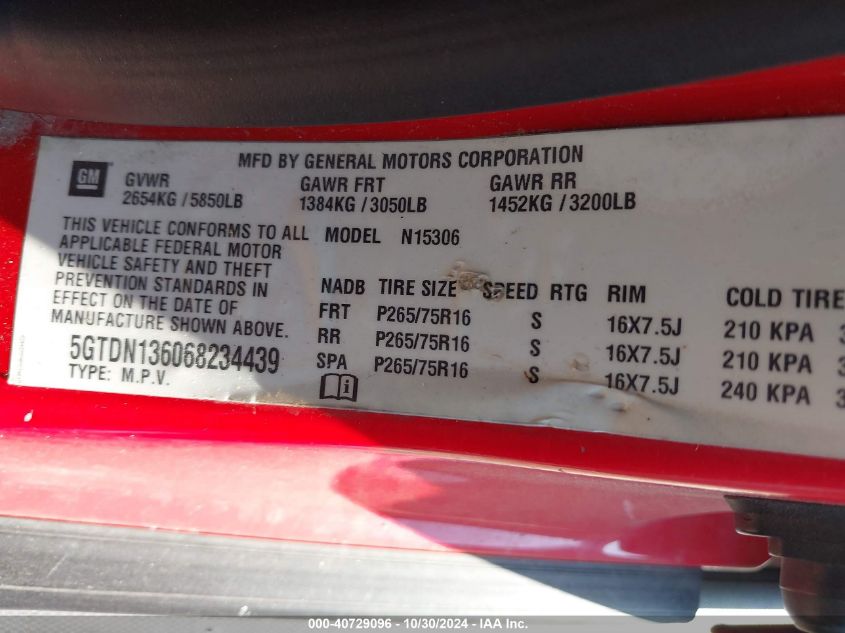 MFD BY GENERAL MOTORS CORPORATION
GM
GVWR GAWR FRT GAWR RR
2654KG / 5850LB 1384KG / 3050LB 1452KG / 3200LB
THIS VEHICLE CONFORMS TO ALL
APPLICABLE FEDERAL MOTOR
VEHICLE SAFETY AND THEFT
PREVENTION STANDARDS IN
EFFECT ON THE DATE OF
MANUFACTURE SHOWN ABOVE.
5GTDN136068234439
TYPE: M.P.V.
MODEL N15306
NADB TIRE SIZE SPEED RTG RIM COLD TIRE
FRT P265/75R16 S 16X7.5J 210 KPA 3
RR P265/75R16 S 16X7.5J 210 KPA 3
SPA P265/75R16 S 16X7.5J 240 KPA 3
000-40729096 - 10/30/2024 - IAA Inc.